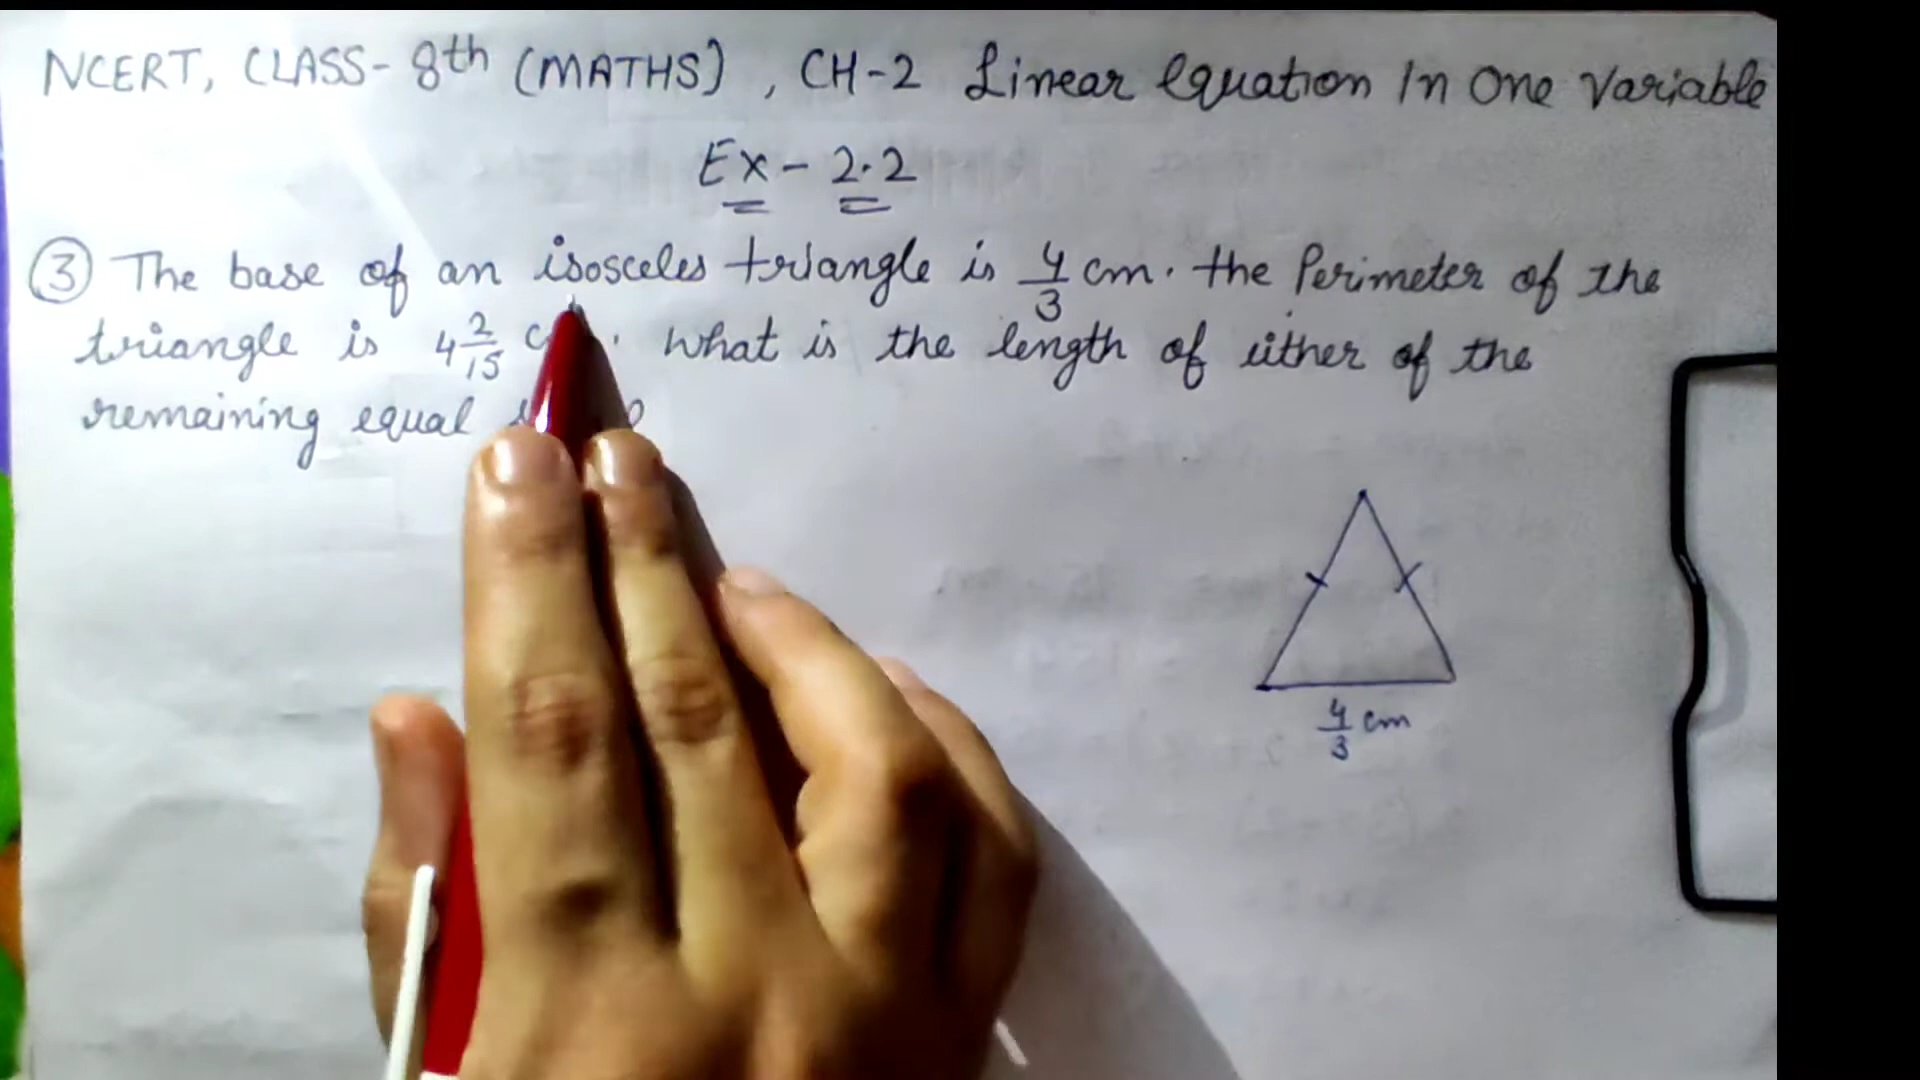 NCERT, CLASS-8th (MATHS), CH-2 Linear Equation In One Variable
Ex-2.2
③ The base of an isosceles triangle is 4/3 cm. the Perimeter of the
triangle is 4 2/15 . What is the length of either of the
remaining equal
4/3 cm